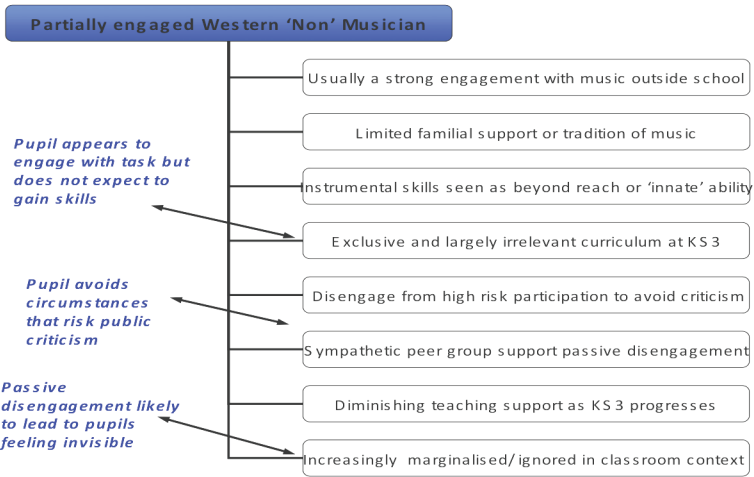 Partially engaged Western ‘Non’ Musician
Usually a strong engagement with music outside school
Limited familial support or tradition of music
Instrumental skills seen as beyond reach or ‘innate’ ability
Exclusive and largely irrelevant curriculum at KS3
Disengage from high risk participation to avoid criticism
Sympathetic peer group support passive disengagement
Diminishing teaching support as KS3 progresses
Increasingly marginalised/ignored in classroom context
Pupil appears to
engage with task but
does not expect to
gain skills
Pupil avoids
circumstances
that risk public
criticism
Passive
disengagement likely
to lead to pupils
feeling invisible